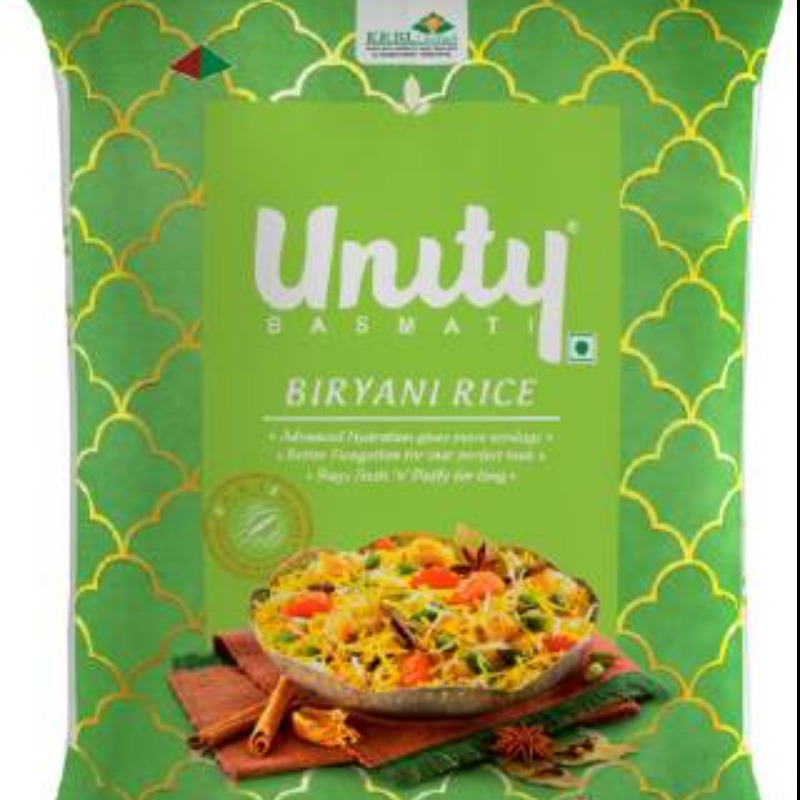 KRBL
Unity®
BASMATI
BIRYANI RICE
• Advanced Hydration gives more servings •
• Better Elongation for that perfect look •
• Stays Fresh 'n' Fluffy for long •